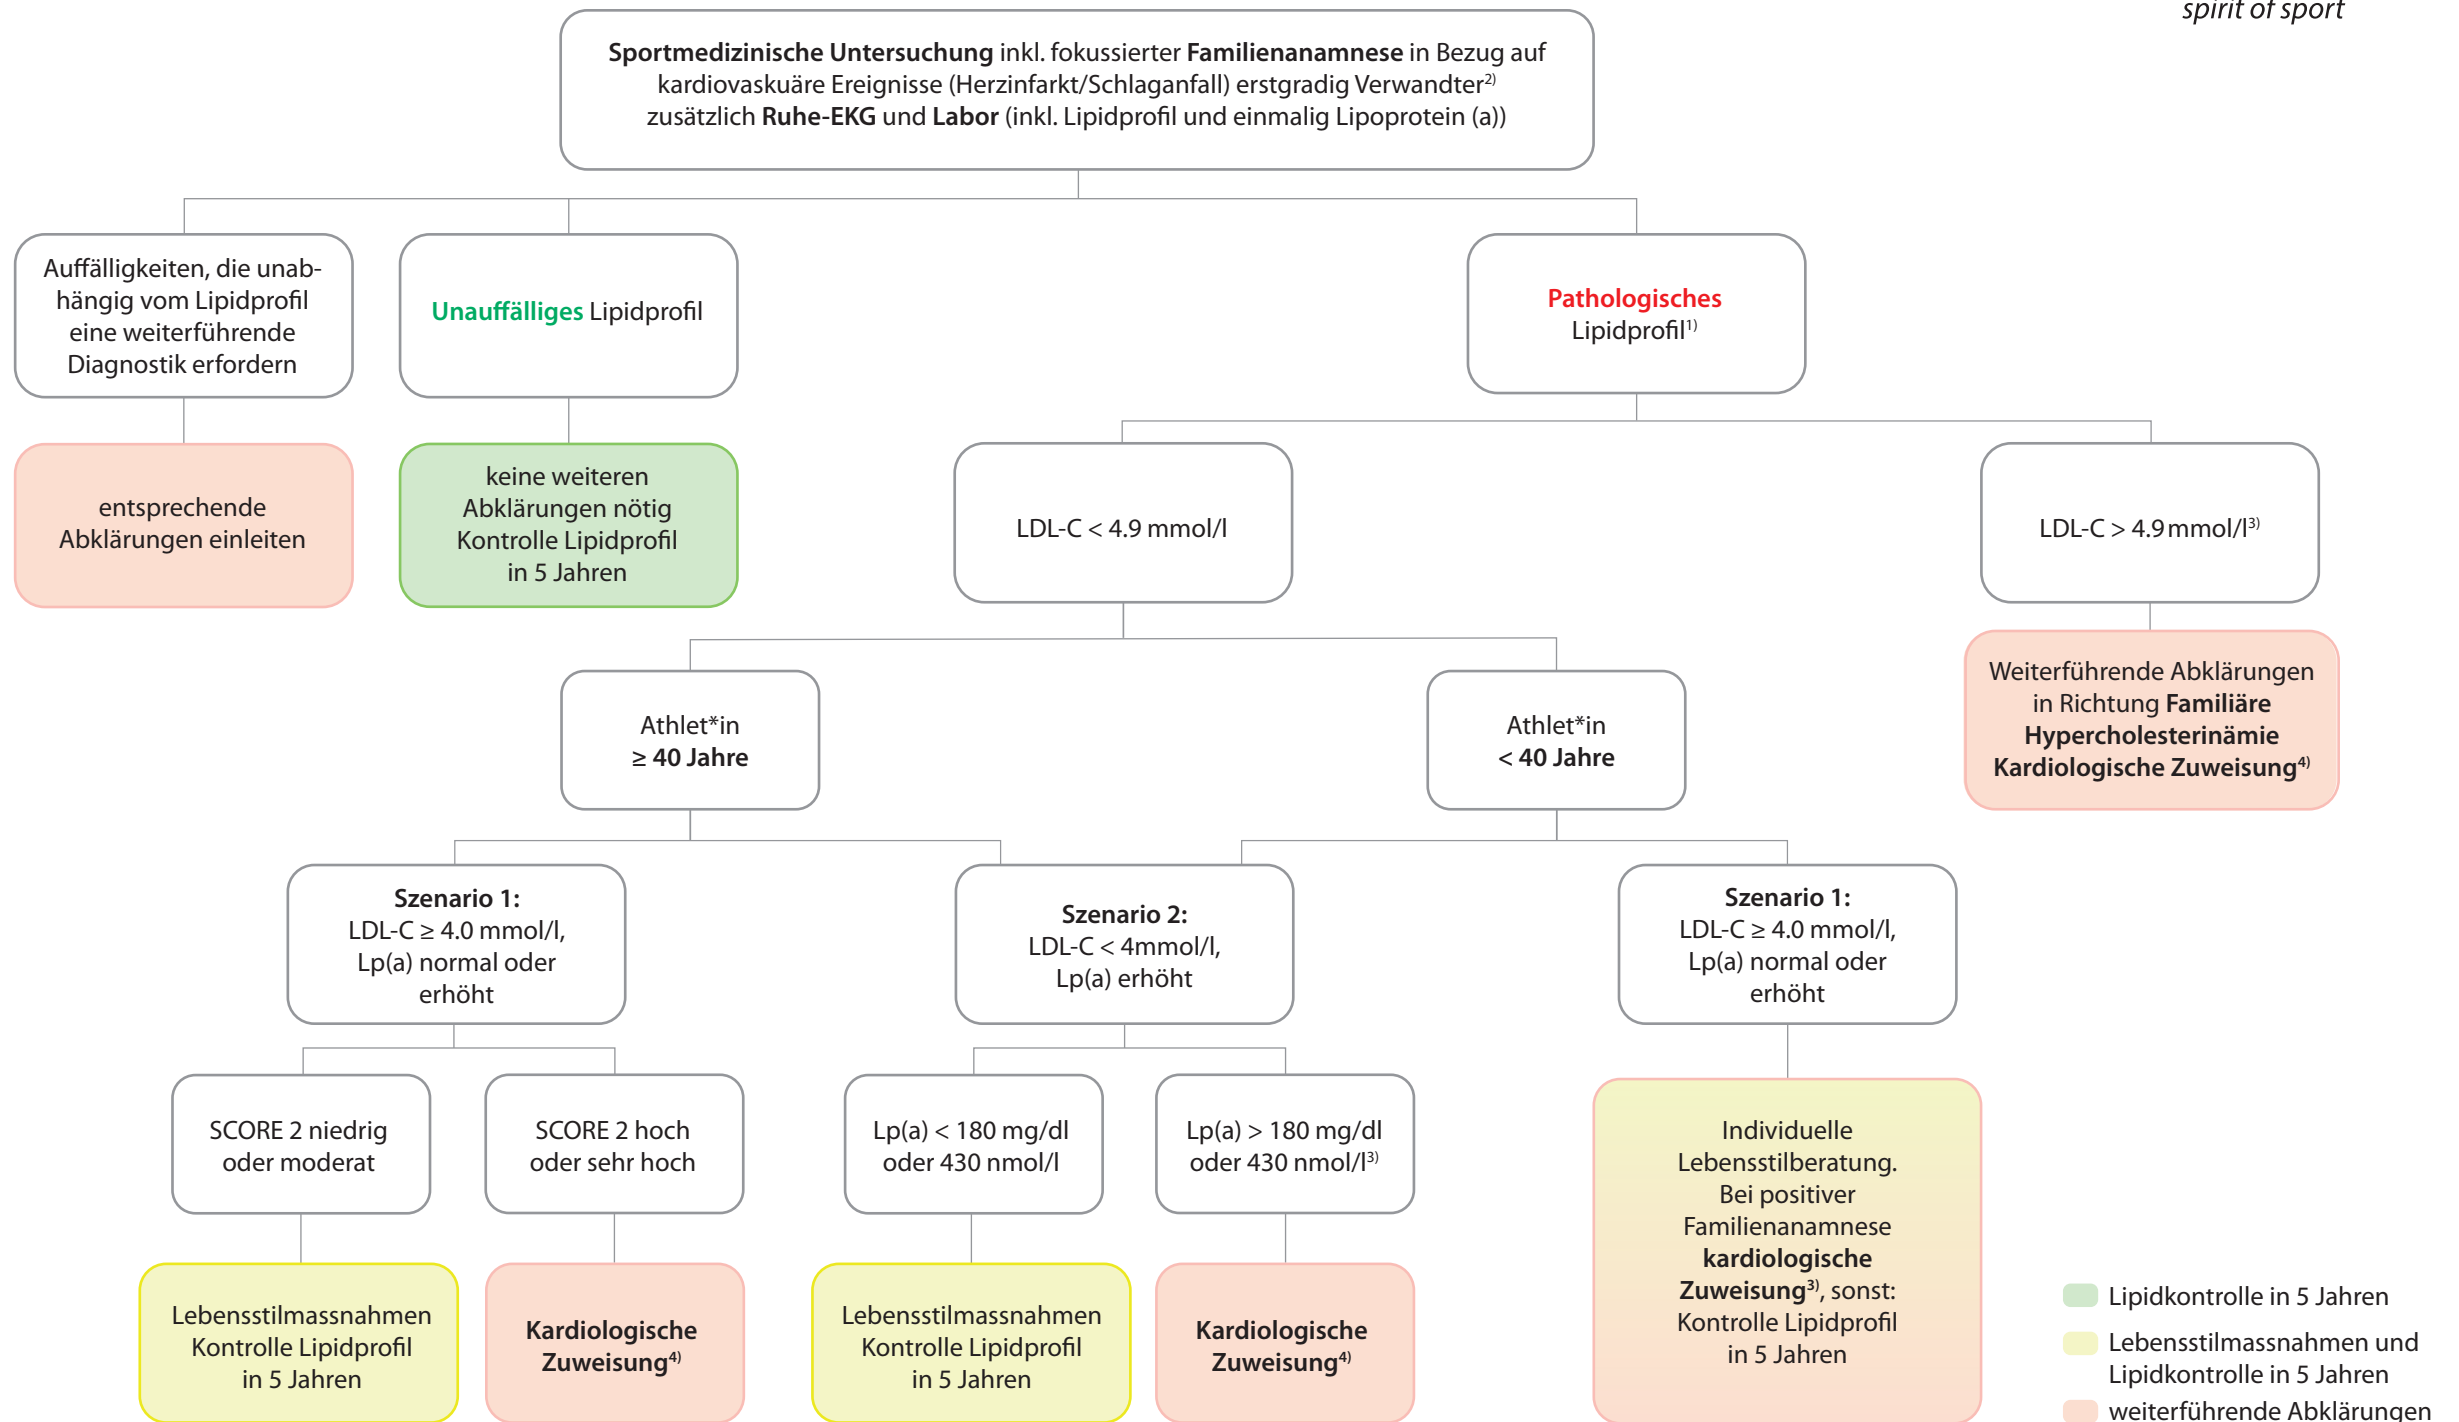 spirit of sport
Sportmedizinische Untersuchung inkl. fokussierter Familienanamnese in Bezug auf
kardiovaskuäre Ereignisse (Herzinfarkt/Schlaganfall) erstgradig Verwandter2)
zusätzlich Ruhe-EKG und Labor (inkl. Lipidprofil und einmalig Lipoprotein (a))
Auffälligkeiten, die unab-
hängig vom Lipidprofil
eine weiterführende
Diagnostik erfordern
Unauffälliges Lipidprofil
Pathologisches
Lipidprofil1)
entsprechende
Abklärungen einleiten
keine weiteren
Abklärungen nötig
Kontrolle Lipidprofil
in 5 Jahren
LDL-C < 4.9 mmol/l
LDL-C > 4.9 mmol/l3)
Weiterführende Abklärungen
in Richtung Familiäre
Hypercholesterinämie
Kardiologische Zuweisung4)
Athlet*in
≥ 40 Jahre
Athlet*in
< 40 Jahre
Szenario 1:
LDL-C ≥ 4.0 mmol/l,
Lp(a) normal oder
erhöht
Szenario 2:
LDL-C < 4mmol/l,
Lp(a) erhöht
Szenario 1:
LDL-C ≥ 4.0 mmol/l,
Lp(a) normal oder
erhöht
SCORE 2 niedrig
oder moderat
SCORE 2 hoch
oder sehr hoch
Lp(a) < 180 mg/dl
oder 430 nmol/l
Lp(a) > 180 mg/dl
oder 430 nmol/l3)
Individuelle
Lebensstilberatung.
Bei positiver
Familienanamnese
kardiologische
Zuweisung3), sonst:
Kontrolle Lipidprofil
in 5 Jahren
Lebensstilmassnahmen
Kontrolle Lipidprofil
in 5 Jahren
Kardiologische
Zuweisung4)
Lebensstilmassnahmen
Kontrolle Lipidprofil
in 5 Jahren
Kardiologische
Zuweisung4)
Lipidkontrolle in 5 Jahren
Lebensstilmassnahmen und
Lipidkontrolle in 5 Jahren
weiterführende Abklärungen